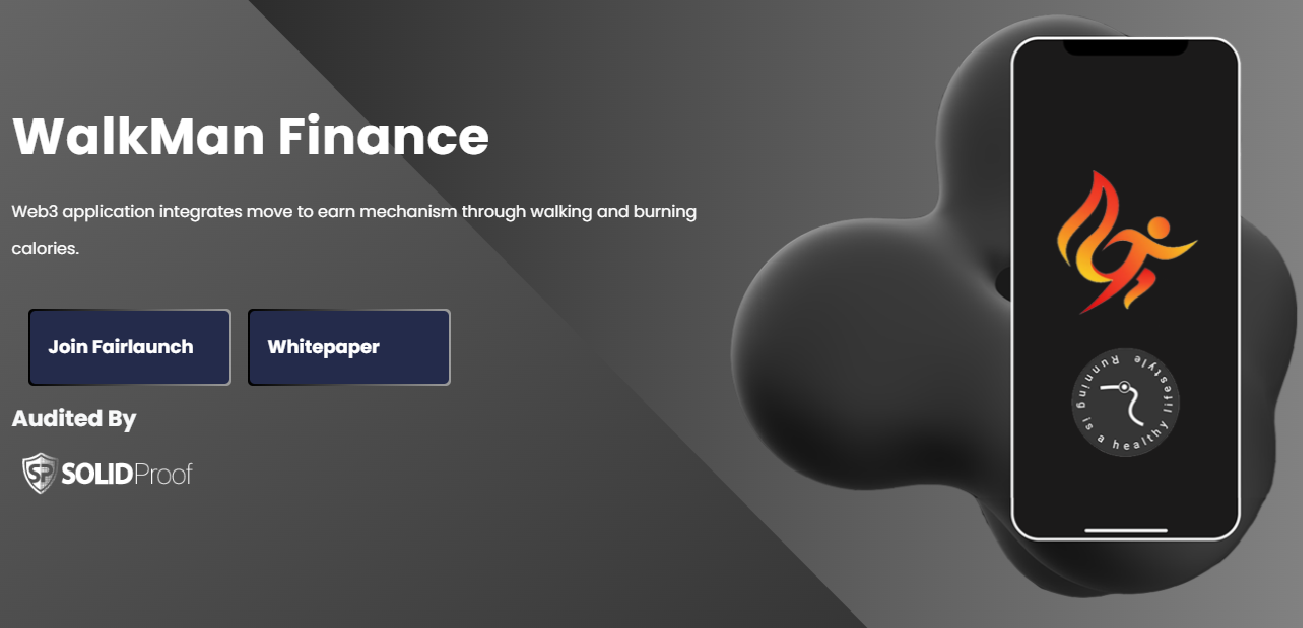 WalkMan Finance
Web3 application integrates move to earn mechanism through walking and burning
calories.
Join Fairlaunch
Whitepaper
Audited By
SP SOLIDProof
Running is a healthy lifestyle